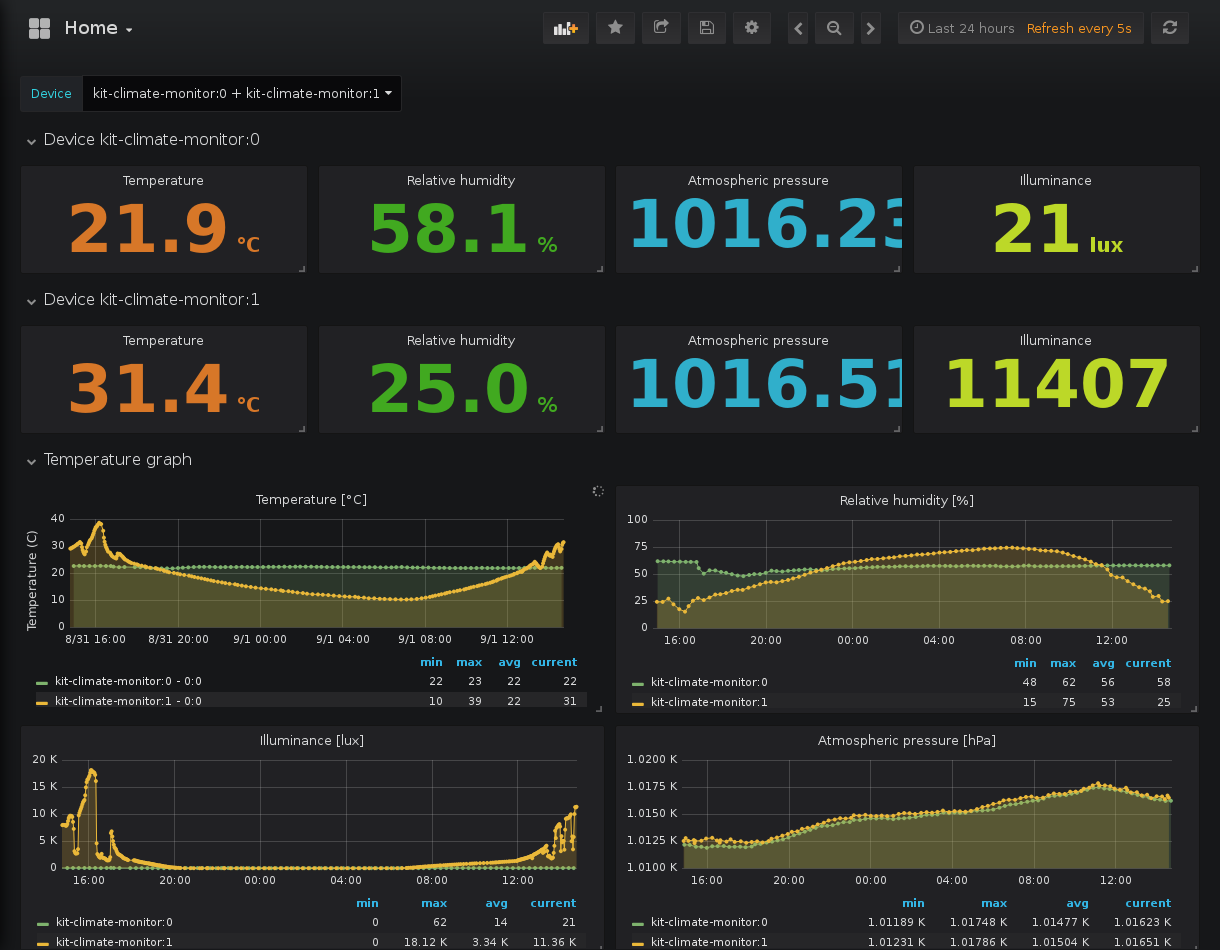 Home
Last 24 hours Refresh every 5s
Device kit-climate-monitor:0 + kit-climate-monitor:1
Device kit-climate-monitor:0
Temperature Relative humidity Atmospheric pressure Illuminance
21.9 °C 58.1 % 1016.23 21 lux
Device kit-climate-monitor:1
Temperature Relative humidity Atmospheric pressure Illuminance
31.4 °C 25.0 % 1016.51 11407
Temperature graph
Temperature [°C]
Temperature (C)
40
30
20
10
0
8/31 16:00 8/31 20:00 9/1 00:00 9/1 04:00 9/1 08:00 9/1 12:00
min max avg current
kit-climate-monitor:0 - 0:0 22 23 22 22
kit-climate-monitor:1 - 0:0 10 39 22 31
Relative humidity [%]
100
75
50
25
0
16:00 20:00 00:00 04:00 08:00 12:00
min max avg current
kit-climate-monitor:0 48 62 56 58
kit-climate-monitor:1 15 75 53 25
Illuminance [lux]
20 K
15 K
10 K
5 K
0
16:00 20:00 00:00 04:00 08:00 12:00
min max avg current
kit-climate-monitor:0 0 62 14 21
kit-climate-monitor:1 0 18.12 K 3.34 K 11.36 K
Atmospheric pressure [hPa]
1.0200 K
1.0175 K
1.0150 K
1.0125 K
1.0100 K
16:00 20:00 00:00 04:00 08:00 12:00
min max avg current
kit-climate-monitor:0 1.01189 K 1.01748 K 1.01477 K 1.01623 K
kit-climate-monitor:1 1.01231 K 1.01786 K 1.01504 K 1.01651 K